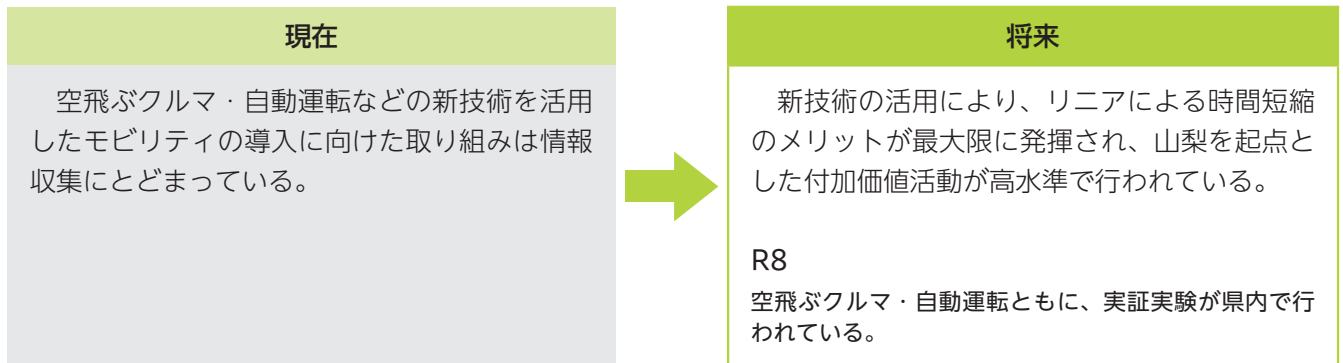 現在
　空飛ぶクルマ・自動運転などの新技術を活用
したモビリティの導入に向けた取り組みは情報
収集にとどまっている。
将来
　新技術の活用により、リニアによる時間短縮
のメリットが最大限に発揮され、山梨を起点と
した付加価値活動が高水準で行われている。
R8
空飛ぶクルマ・自動運転ともに、実証実験が県内で行
われている。